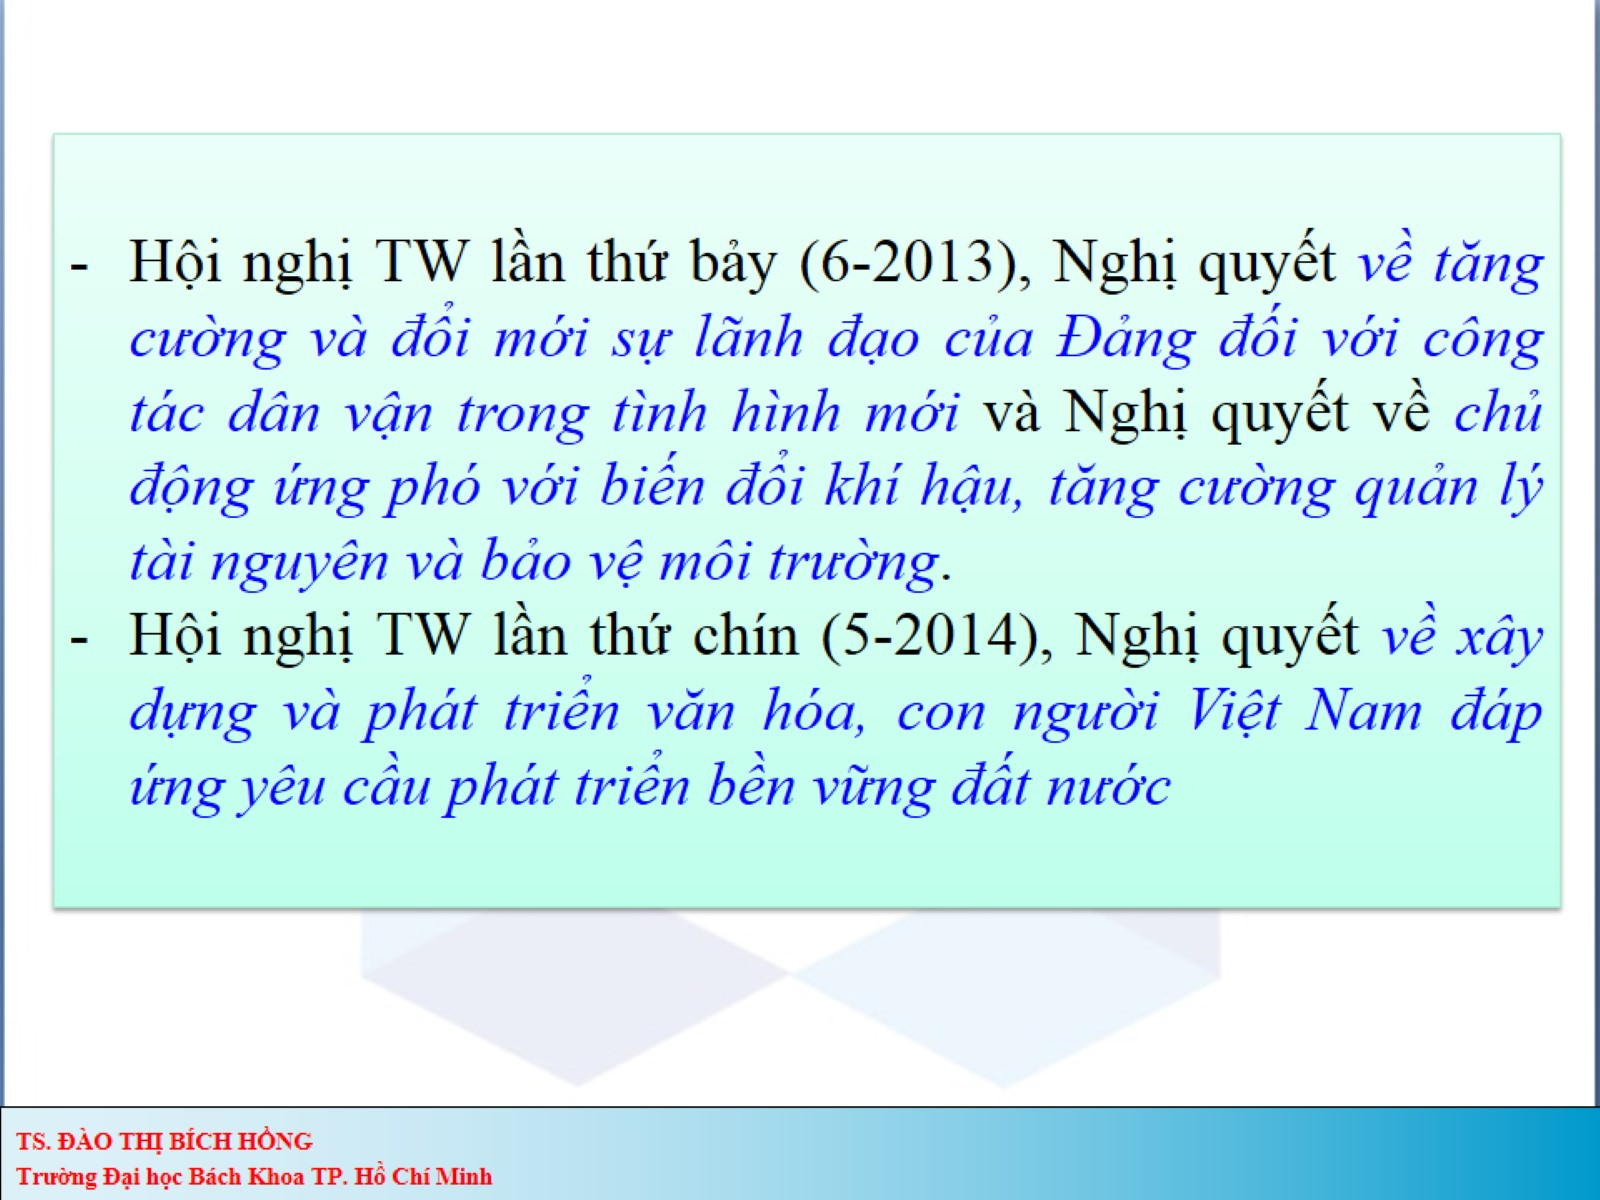 - Hội nghị TW lần thứ bảy (6-2013), Nghị quyết về tăng
cường và đổi mới sự lãnh đạo của Đảng đối với công
tác dân vận trong tình hình mới và Nghị quyết về chủ
động ứng phó với biến đổi khí hậu, tăng cường quản lý
tài nguyên và bảo vệ môi trường.
- Hội nghị TW lần thứ chín (5-2014), Nghị quyết về xây
dựng và phát triển văn hóa, con người Việt Nam đáp
ứng yêu cầu phát triển bền vững đất nước
TS. ĐÀO THỊ BÍCH HỒNG
Trường Đại học Bách Khoa TP. Hồ Chí Minh